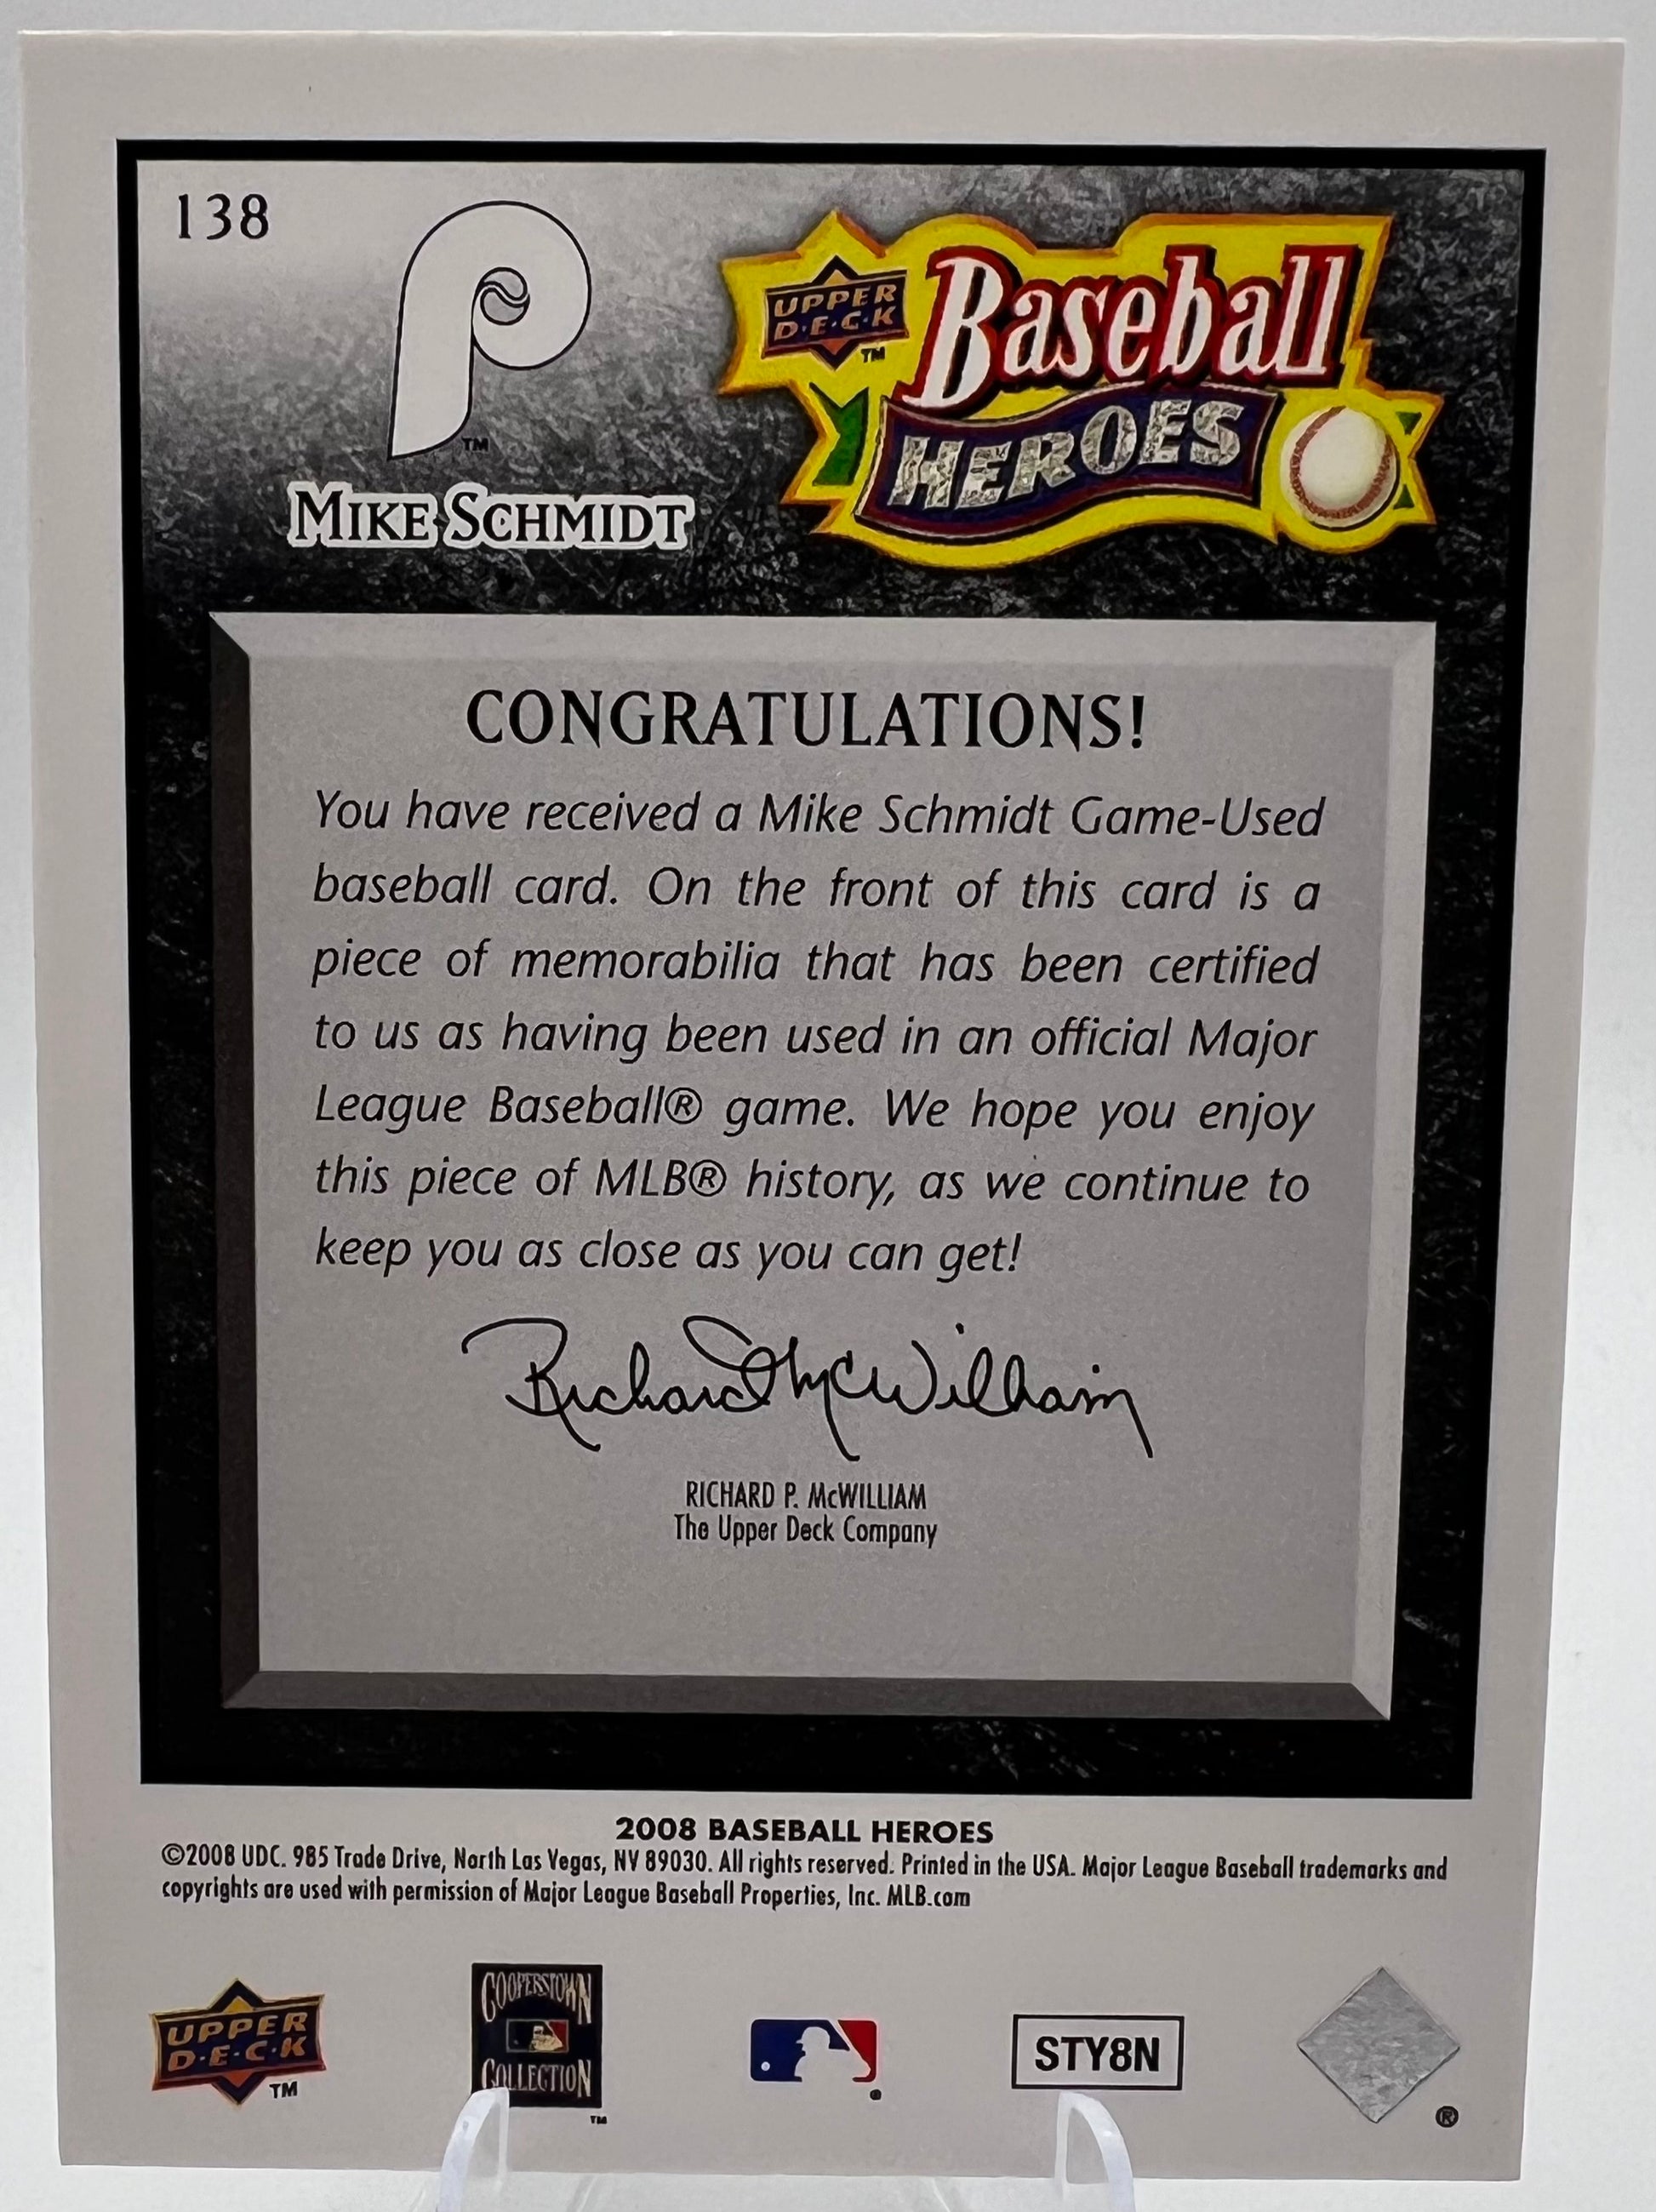 138
P
TM
UPPER
D·E·C·K
TM
Baseball
HEROES
MIKE SCHMIDT
CONGRATULATIONS!
You have received a Mike Schmidt Game-Used
baseball card. On the front of this card is a
piece of memorabilia that has been certified
to us as having been used in an official Major
League Baseball® game. We hope you enjoy
this piece of MLB® history, as we continue to
keep you as close as you can get!
Richard McWilliam
RICHARD P. McWILLIAM
The Upper Deck Company
2008 BASEBALL HEROES
©2008 UDC. 985 Trade Drive, North Las Vegas, NV 89030. All rights reserved. Printed in the USA. Major League Baseball trademarks and
copyrights are used with permission of Major League Baseball Properties, Inc. MLB.com
UPPER
D·E·C·K
TM
COOPERSTOWN
COLLECTION
TM
®
STY8N
®